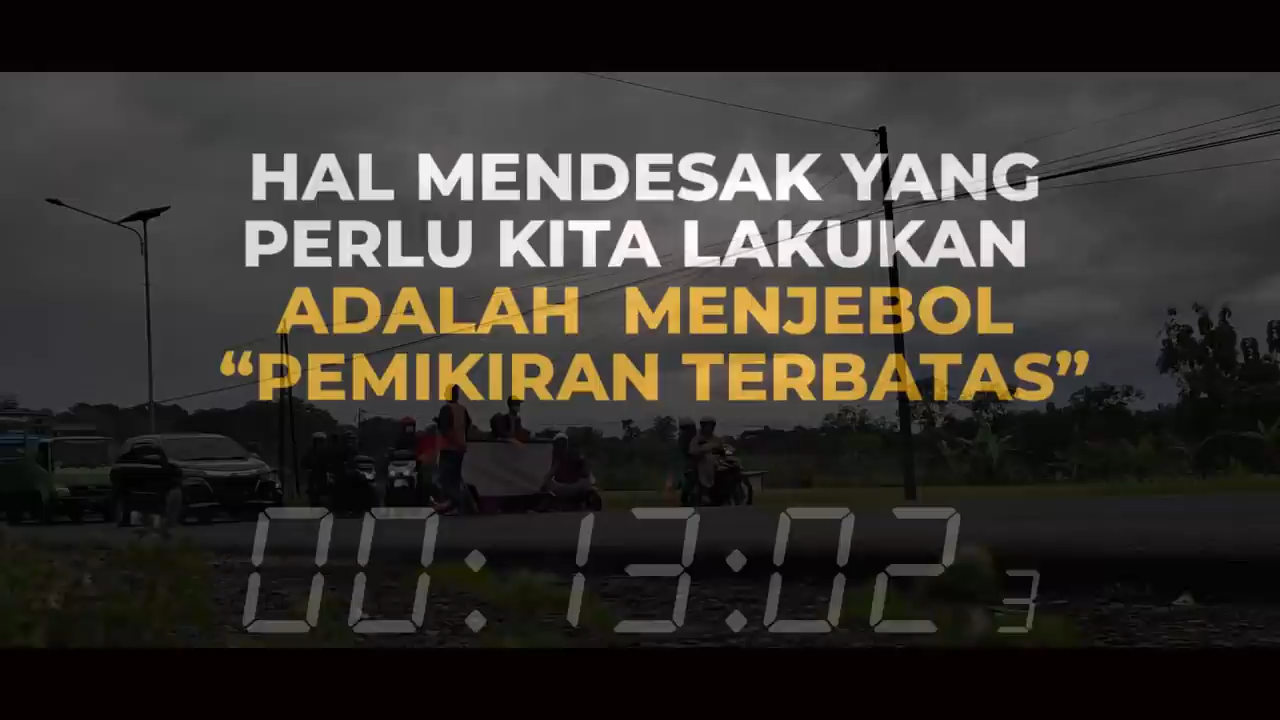 HAL MENDESAK YANG
PERLU KITA LAKUKAN
ADALAH MENJEBOL
“PEMIKIRAN TERBATAS”
00:13:02 3